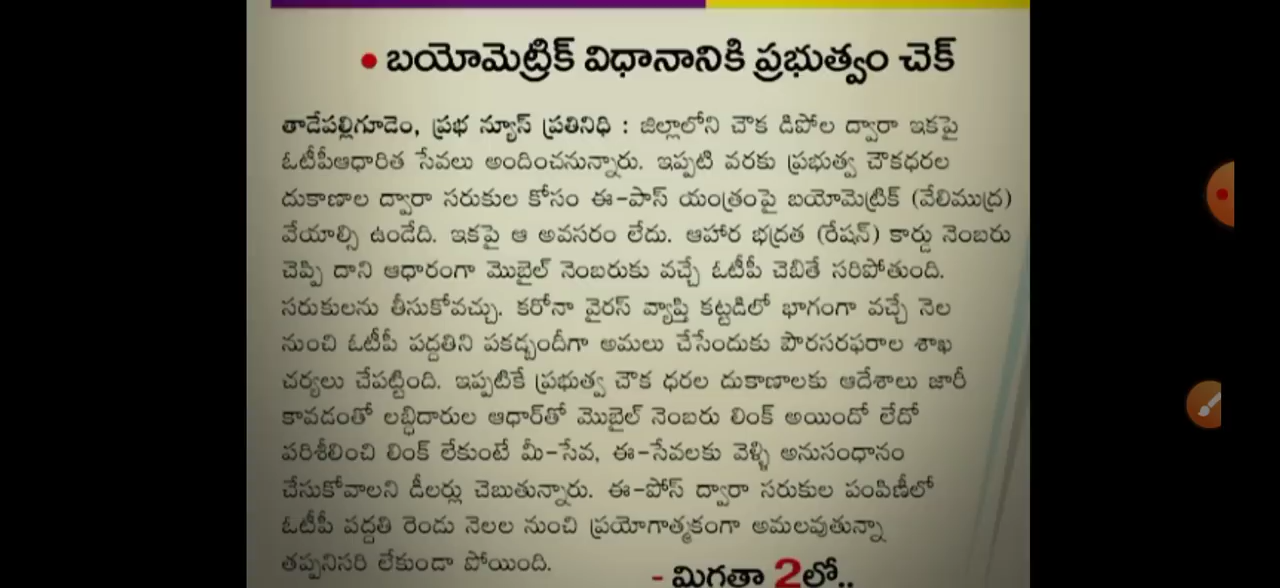 • బయోమెట్రిక్ విధానానికి ప్రభుత్వం చెక్
తాడేపల్లిగూడెం, ప్రభ న్యూస్ ప్రతినిధి : జిల్లాలోని చౌక డిపోల ద్వారా ఇకపై
ఓటీపీఆధారిత సేవలు అందించనున్నారు. ఇప్పటి వరకు ప్రభుత్వ చౌకధరల
దుకాణాల ద్వారా సరుకుల కోసం ఈ-పాస్ యంత్రంపై బయోమెట్రిక్ (వేలిముద్ర)
వేయాల్సి ఉండేది. ఇకపై ఆ అవసరం లేదు. ఆహార భద్రత (రేషన్) కార్డు నెంబరు
చెప్పి దాని ఆధారంగా మొబైల్ నెంబరుకు వచ్చే ఓటీపీ చెబితే సరిపోతుంది.
సరుకులను తీసుకోవచ్చు. కరోనా వైరస్ వ్యాప్తి కట్టడిలో భాగంగా వచ్చే నెల
నుంచి ఓటీపీ పద్దతిని పకడ్బందీగా అమలు చేసేందుకు పౌరసరఫరాల శాఖ
చర్యలు చేపట్టింది. ఇప్పటికే ప్రభుత్వ చౌక ధరల దుకాణాలకు ఆదేశాలు జారీ
కావడంతో లబ్ధిదారుల ఆధార్‌తో మొబైల్ నెంబరు లింక్ అయిందో లేదో
పరిశీలించి లింక్ లేకుంటే మీ-సేవ, ఈ-సేవలకు వెళ్ళి అనుసంధానం
చేసుకోవాలని డీలర్లు చెబుతున్నారు. ఈ-పోస్ ద్వారా సరుకుల పంపిణీలో
ఓటీపీ పద్దతి రెండు నెలల నుంచి ప్రయోగాత్మకంగా అమలవుతున్నా
తప్పనిసరి లేకుండా పోయింది.
- మిగతా 2లో..